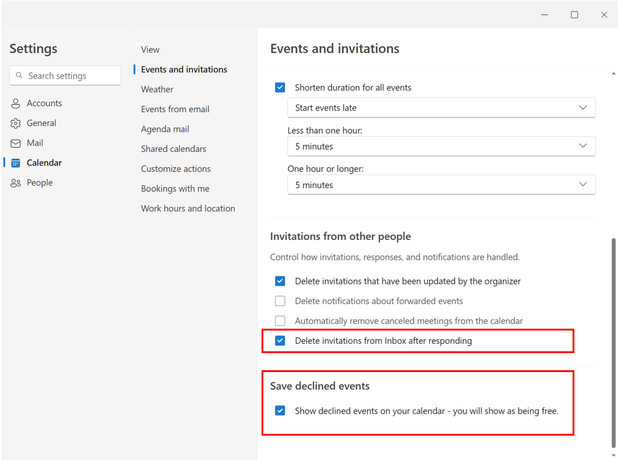 Settings
Search settings
Accounts
General
Mail
Calendar
People
View
Events and invitations
Weather
Events from email
Agenda mail
Shared calendars
Customize actions
Bookings with me
Work hours and location
Events and invitations
Shorten duration for all events
Start events late
Less than one hour:
5 minutes
One hour or longer:
5 minutes
Invitations from other people
Control how invitations, responses, and notifications are handled.
Delete invitations that have been updated by the organizer
Delete notifications about forwarded events
Automatically remove canceled meetings from the calendar
Delete invitations from Inbox after responding
Save declined events
Show declined events on your calendar - you will show as being free.